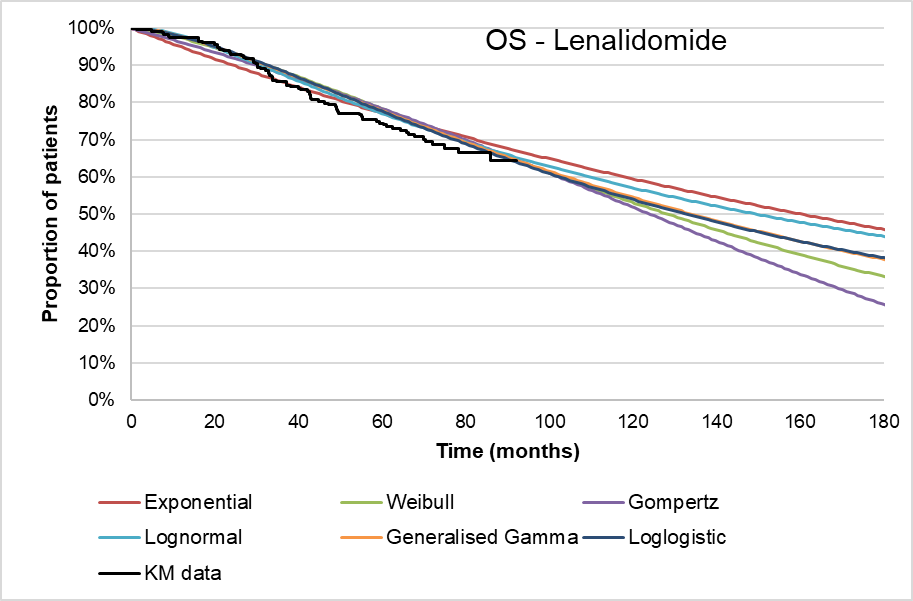 OS - Lenalidomide
100%
90%
80%
70%
60%
50%
40%
30%
20%
10%
0%
Proportion of patients
0 20 40 60 80 100 120 140 160 180
Time (months)
Exponential Weibull Gompertz
Lognormal Generalised Gamma Loglogistic
KM data